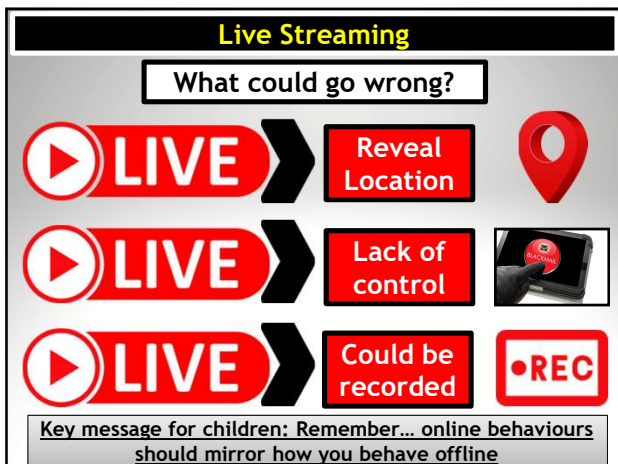 Live Streaming
What could go wrong?
LIVE
Reveal
Location
LIVE
Lack of
control
BLACKMAIL
LIVE
Could be
recorded
REC
Key message for children: Remember… online behaviours
should mirror how you behave offline